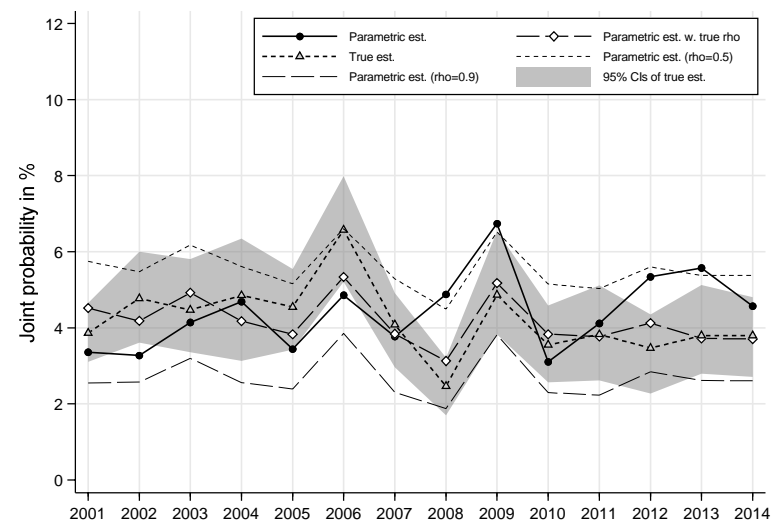 Parametric est.
Parametric est. w. true rho
True est.
Parametric est. (rho=0.5)
Parametric est. (rho=0.9)
95% CIs of true est.
Joint probability in %
12
10
8
6
4
2
0
2001 2002 2003 2004 2005 2006 2007 2008 2009 2010 2011 2012 2013 2014